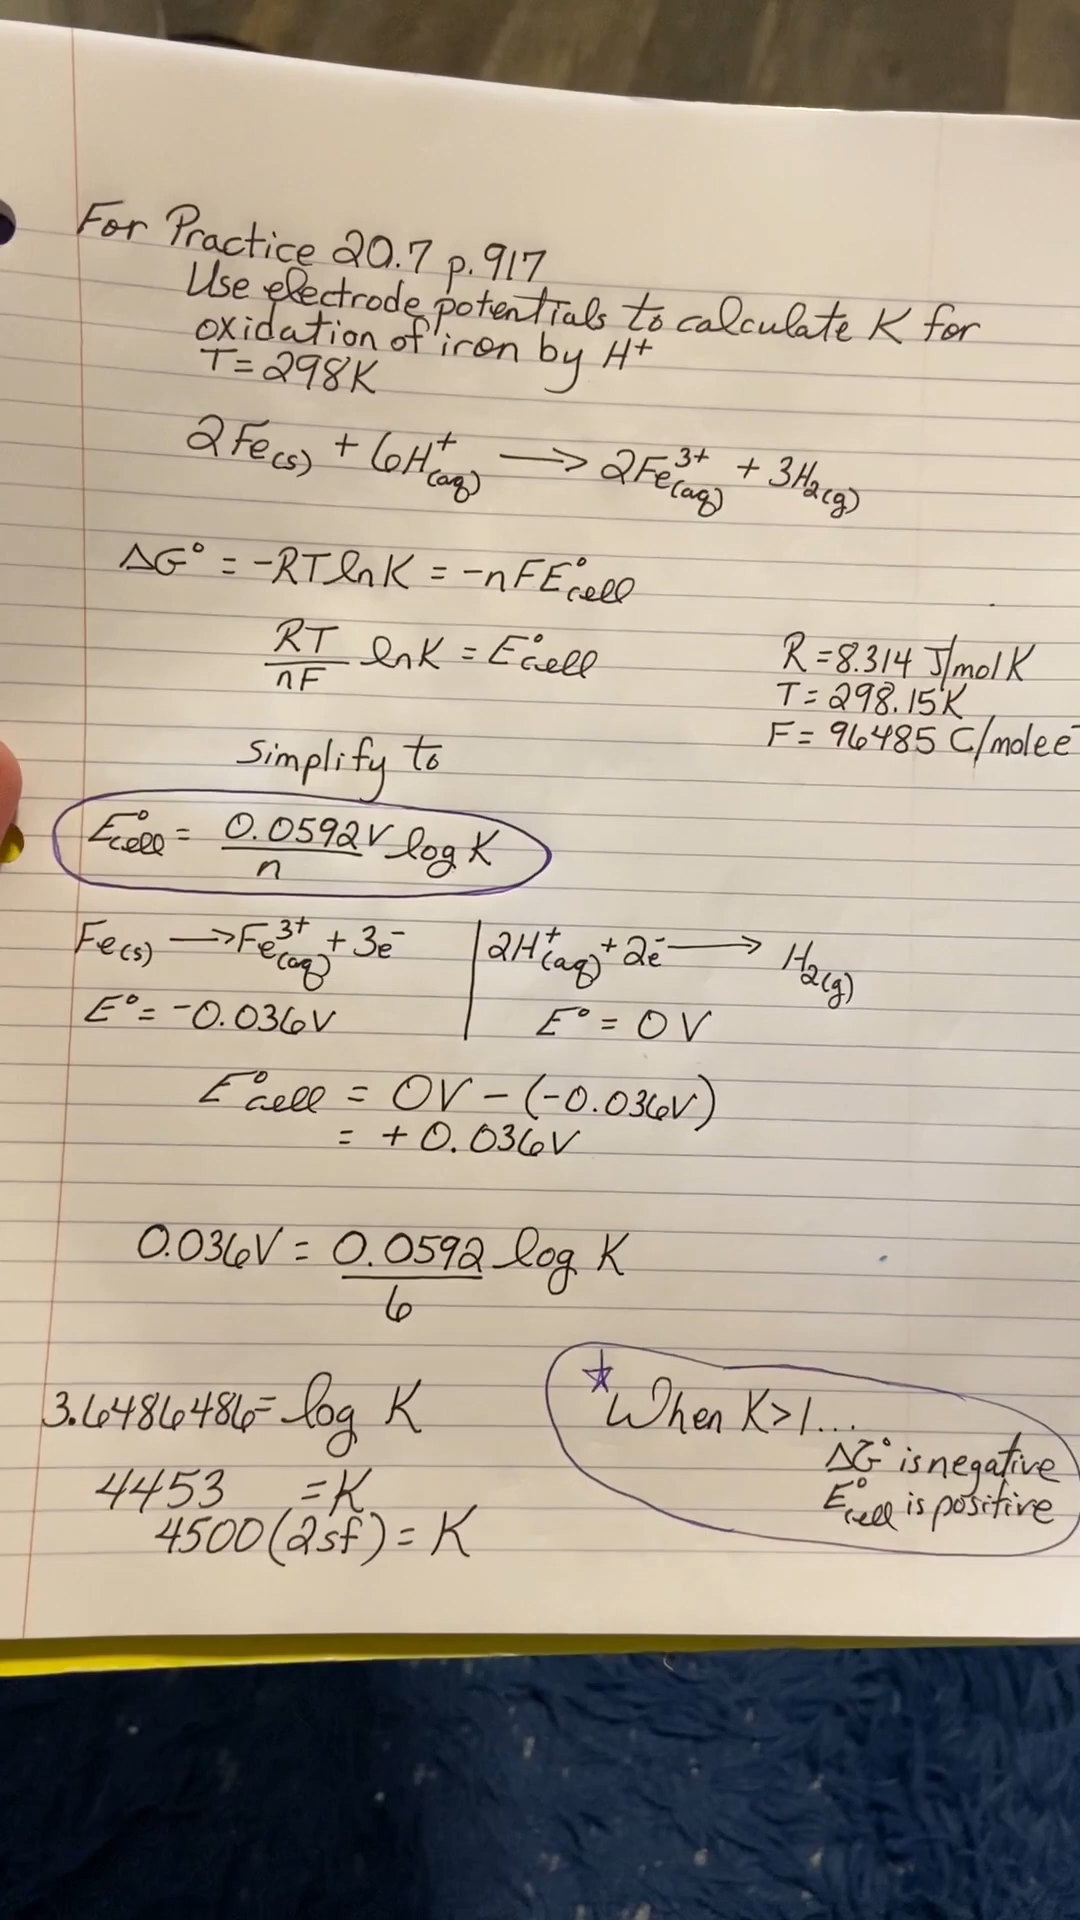 For Practice 20.7 p.917
Use electrode potentials to calculate K for
oxidation of iron by H⁺
T=298K
2Fe(s) + 6H⁺(aq) → 2Fe³⁺(aq) + 3H₂(g)
ΔG° = -RT ln K = -nFE°cell
RT/nF ln K = E°cell
R = 8.314 J/mol K
T = 298.15K
F = 96485 C/mole e⁻
Simplify to
E°cell = 0.0592V/n log K
Fe(s) → Fe³⁺(aq) + 3e⁻ | 2H⁺(aq) + 2e⁻ → H₂(g)
E° = -0.036V | E° = 0V
E°cell = 0V - (-0.036V)
= +0.036V
0.036V = 0.0592/6 log K
3.6486486 = log K
4453 = K
4500 (2sf) = K
☆ When K>1...
ΔG° is negative
E°cell is positive